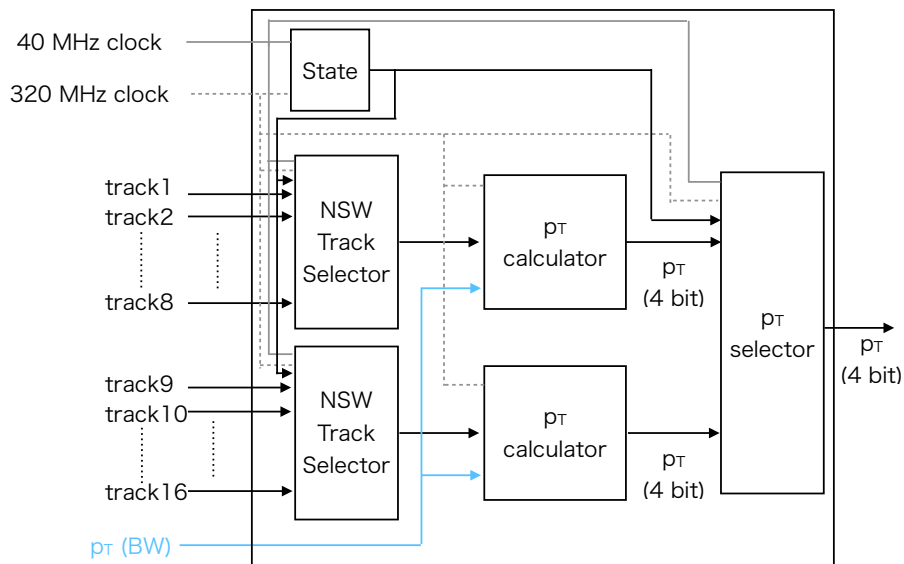 40 MHz clock
320 MHz clock
State
track1
track2
track8
NSW
Track
Selector
pT
calculator
pT
(4 bit)
track9
track10
track16
NSW
Track
Selector
pT
calculator
pT
(4 bit)
pT
selector
pT
(4 bit)
pT (BW)